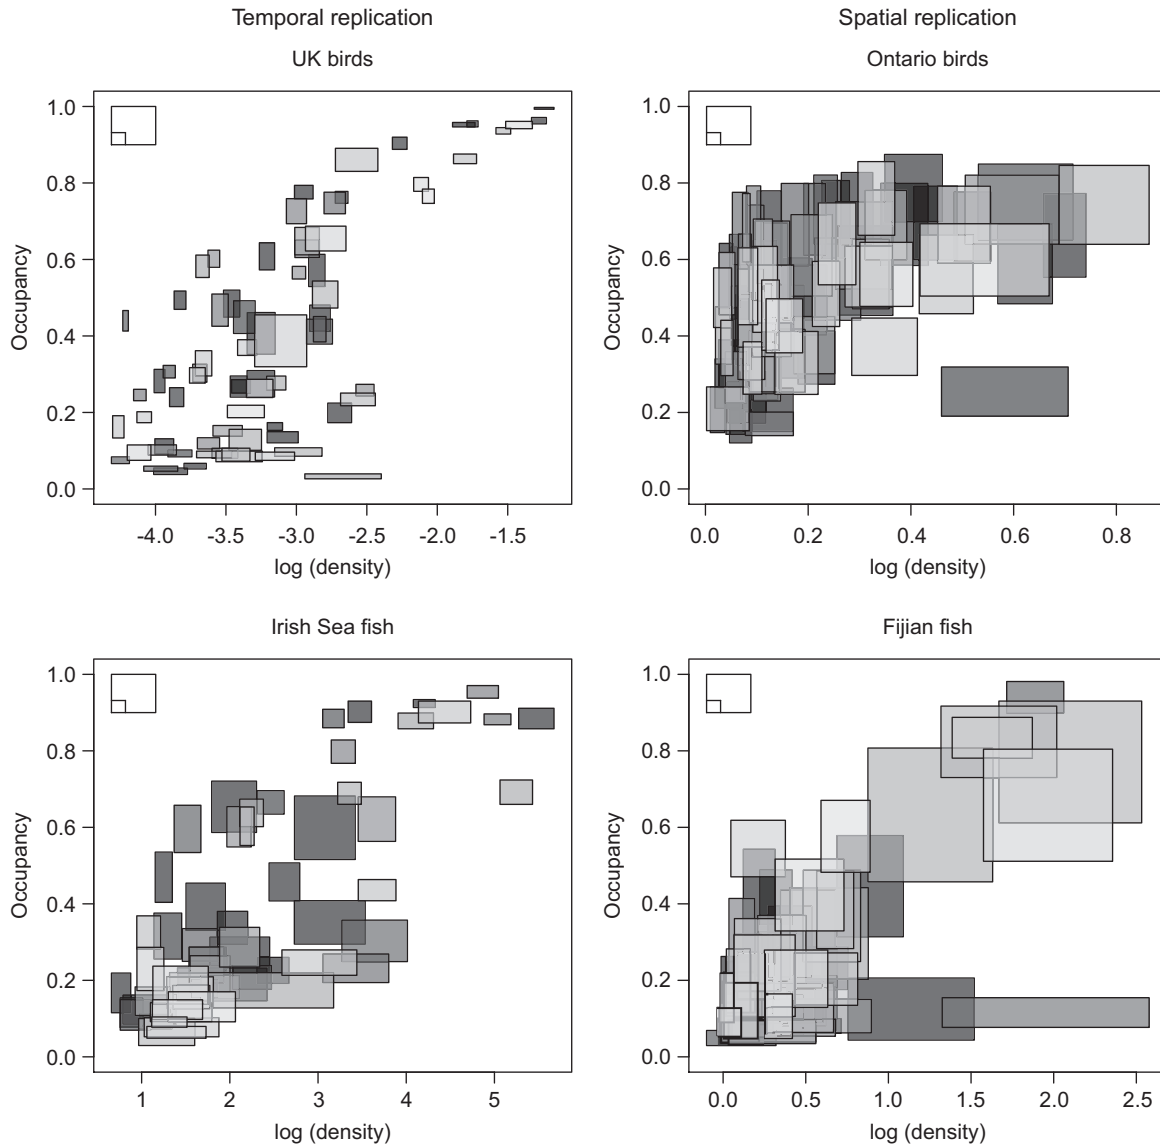 Temporal replication
Spatial replication
UK birds
Ontario birds
1.0
0.8
0.6
0.4
0.2
0.0
Occupancy
-4.0 -3.5 -3.0 -2.5 -2.0 -1.5
log (density)
1.0
0.8
0.6
0.4
0.2
0.0
Occupancy
0.0 0.2 0.4 0.6 0.8
log (density)
Irish Sea fish
Fijian fish
1.0
0.8
0.6
0.4
0.2
0.0
Occupancy
1 2 3 4 5
log (density)
1.0
0.8
0.6
0.4
0.2
0.0
Occupancy
0.0 0.5 1.0 1.5 2.0 2.5
log (density)